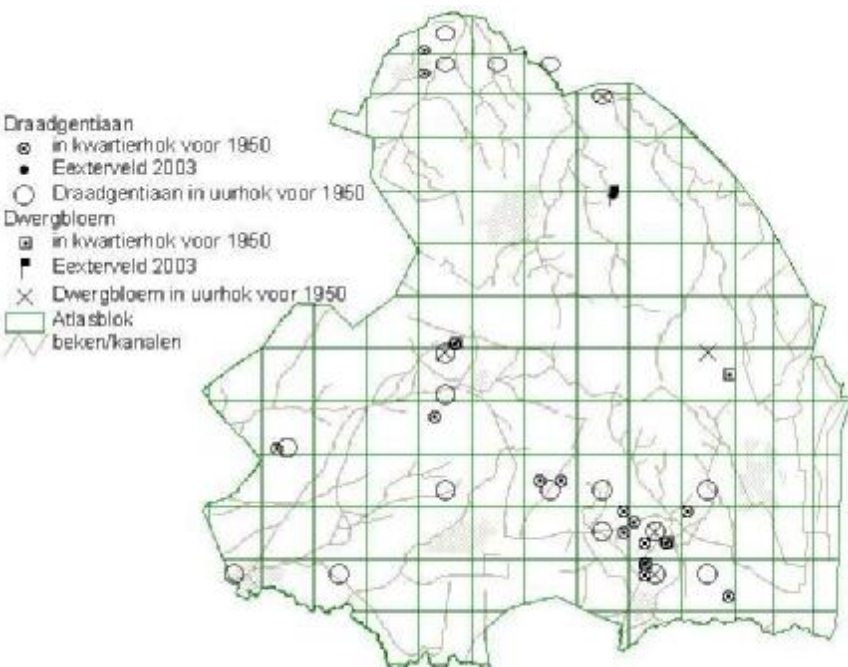 Draadgentiaan
in kwartierhok voor 1950
Eexterveld 2003
Draadgentiaan in uurhok voor 1950
Dwergbloem
in kwartierhok voor 1950
Eexterveld 2003
Dwergbloem in uurhok voor 1950
Atlasblok
beken/kanalen